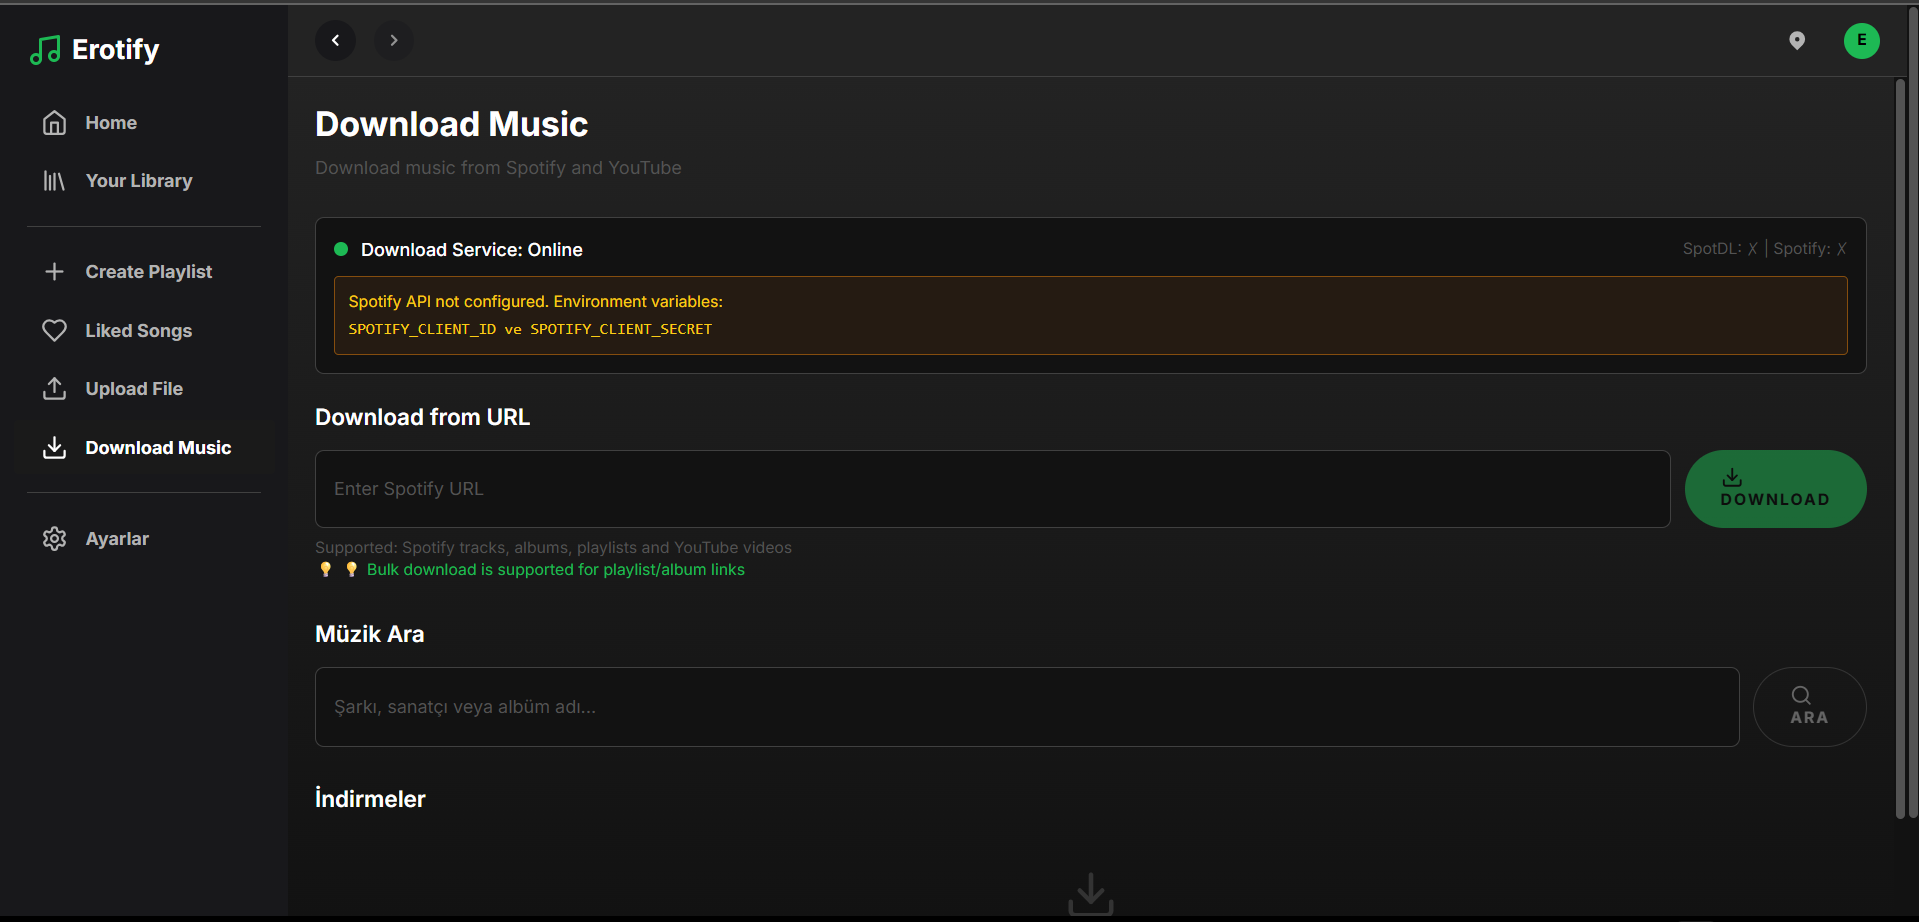 Erotify
Home
Your Library
Create Playlist
Liked Songs
Upload File
Download Music
Ayarlar
E
Download Music
Download music from Spotify and YouTube
Download Service: Online
SpotDL: ✗ | Spotify: ✗
Spotify API not configured. Environment variables:
SPOTIFY_CLIENT_ID ve SPOTIFY_CLIENT_SECRET
Download from URL
Enter Spotify URL
DOWNLOAD
Supported: Spotify tracks, albums, playlists and YouTube videos
💡 💡 Bulk download is supported for playlist/album links
Müzik Ara
Şarkı, sanatçı veya albüm adı...
ARA
İndirmeler